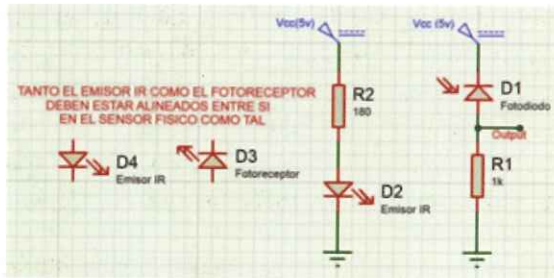 Vcc(5v)
Vcc (5v)
TANTO EL EMISOR IR COMO EL FOTORECEPTOR
DEBEN ESTAR ALINEADOS ENTRE SI
EN EL SENSOR FISICO COMO TAL
R2
180
D1
Fotodiodo
Output
D4
Emisor IR
D3
Fotoreceptor
D2
Emisor IR
R1
1k